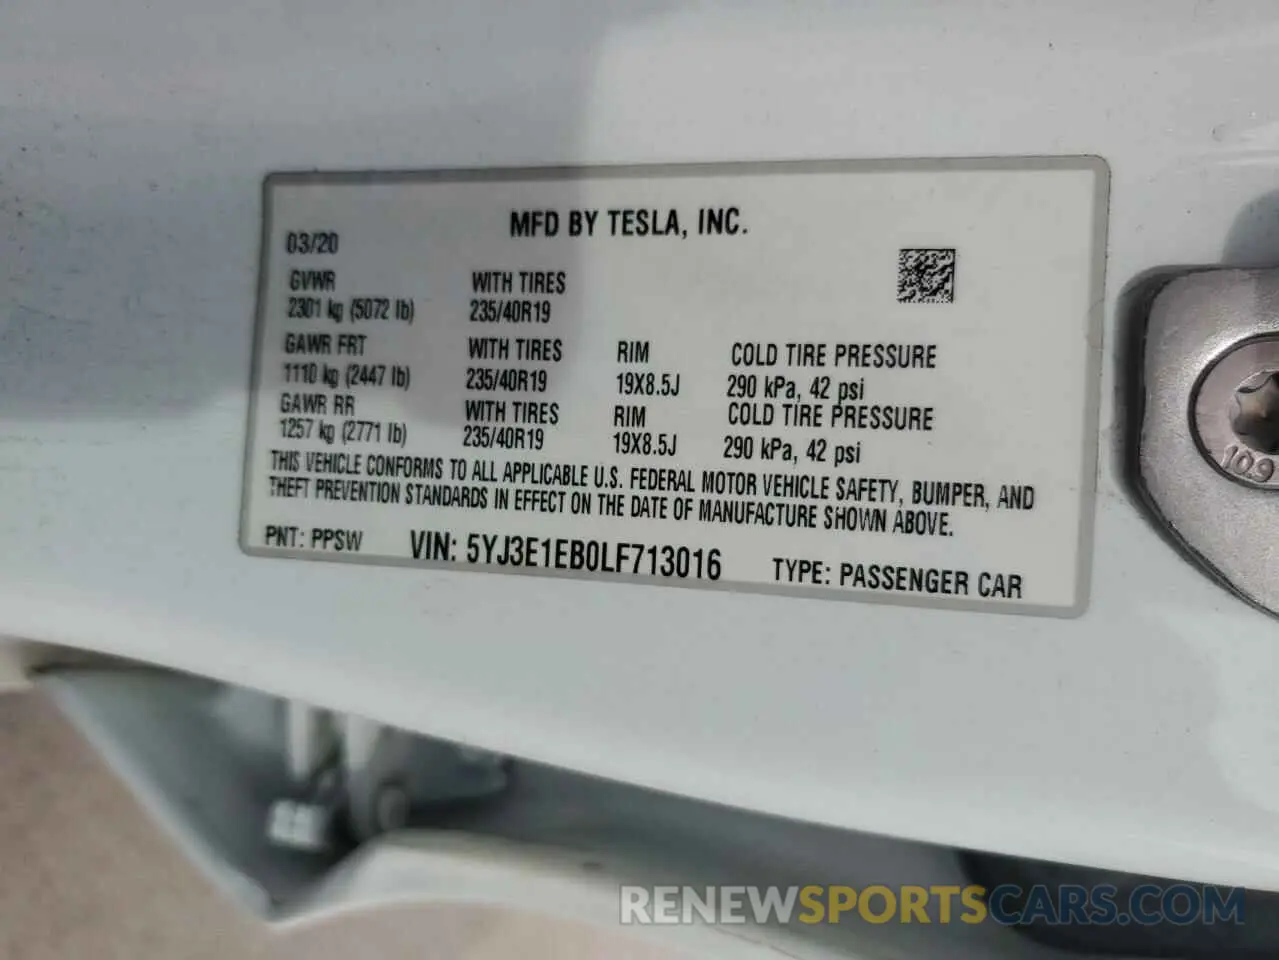 MFD BY TESLA, INC.
03/20
GVWR WITH TIRES
2301 kg (5072 lb) 235/40R19
GAWR FRT WITH TIRES RIM COLD TIRE PRESSURE
1110 kg (2447 lb) 235/40R19 19X8.5J 290 kPa, 42 psi
GAWR RR WITH TIRES RIM COLD TIRE PRESSURE
1257 kg (2771 lb) 235/40R19 19X8.5J 290 kPa, 42 psi
THIS VEHICLE CONFORMS TO ALL APPLICABLE U.S. FEDERAL MOTOR VEHICLE SAFETY, BUMPER, AND
THEFT PREVENTION STANDARDS IN EFFECT ON THE DATE OF MANUFACTURE SHOWN ABOVE.
PNT: PPSW VIN: 5YJ3E1EB0LF713016 TYPE: PASSENGER CAR
109
RENEWSPORTSCARS.COM